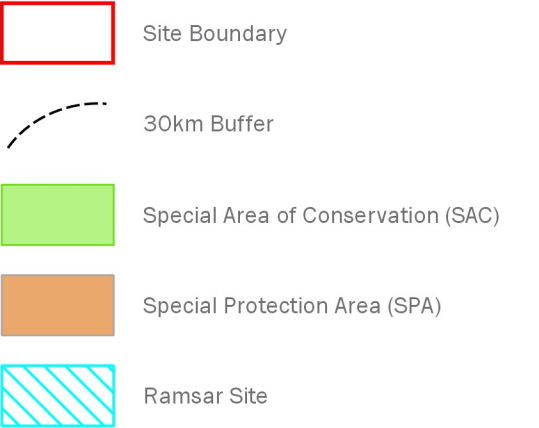 Site Boundary
30km Buffer
Special Area of Conservation (SAC)
Special Protection Area (SPA)
Ramsar Site